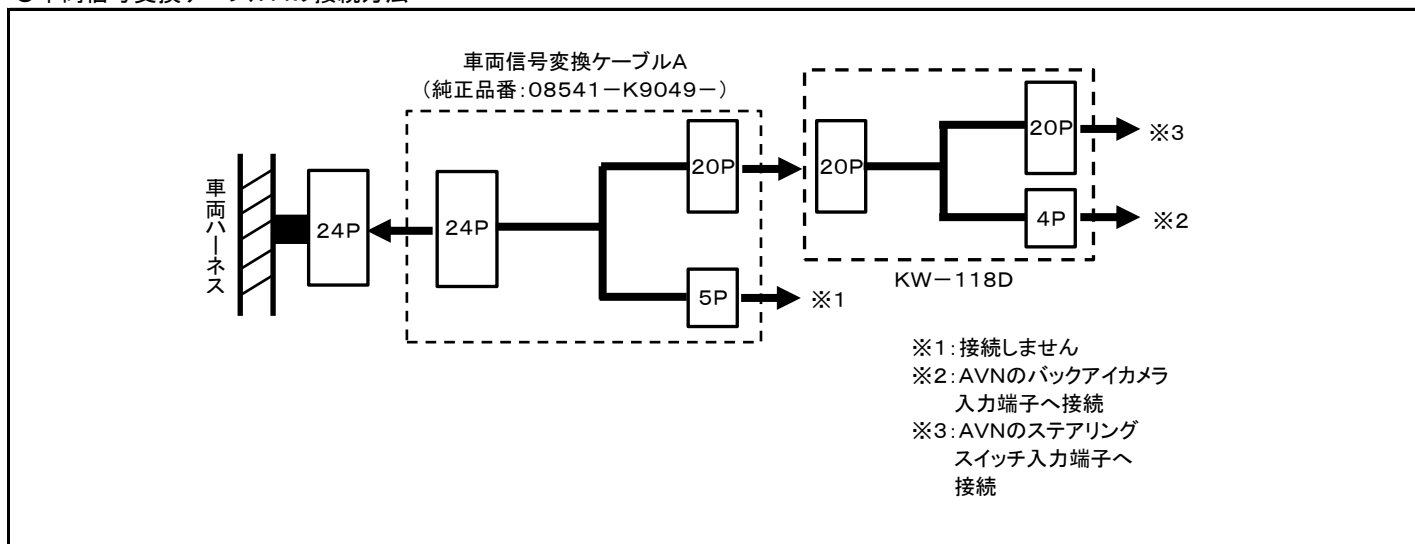 車両信号変換ケーブルA
(純正品番:08541-K9049-)
車両ハーネス
24P
24P
20P
5P
※1
20P
20P
※3
4P
※2
KW-118D
※1:接続しません
※2:AVNのバックアイカメラ
入力端子へ接続
※3:AVNのステアリング
スイッチ入力端子へ
接続